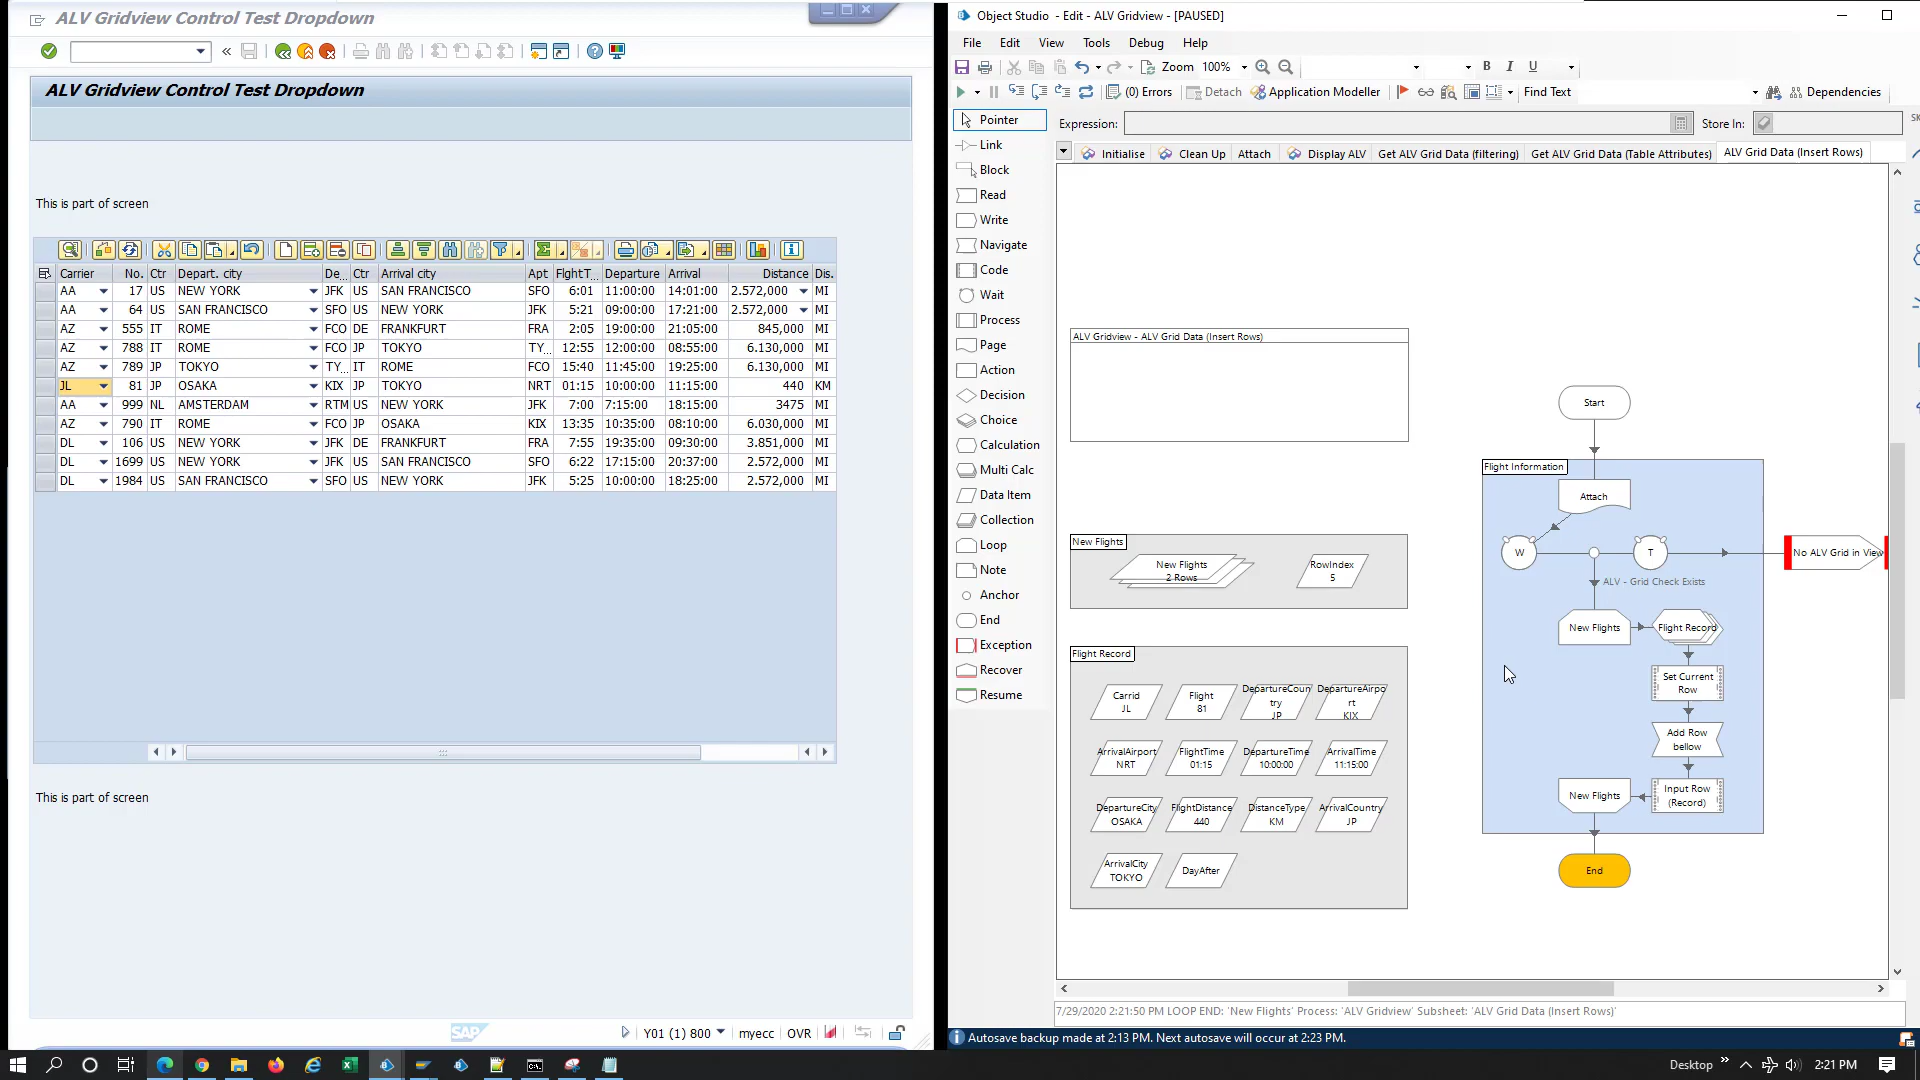 ALV Gridview Control Test Dropdown
ALV Gridview Control Test Dropdown
This is part of screen
Carrier No. Ctr Depart. city De... Ctr Arrival city Apt FlghtT... Departure Arrival Distance Dis.
AA 17 US NEW YORK JFK US SAN FRANCISCO SFO 6:01 11:00:00 14:01:00 2.572,000 MI
AA 64 US SAN FRANCISCO SFO US NEW YORK JFK 5:21 09:00:00 17:21:00 2.572,000 MI
AZ 555 IT ROME FCO DE FRANKFURT FRA 2:05 19:00:00 21:05:00 845,000 MI
AZ 788 IT ROME FCO JP TOKYO TY... 12:55 12:00:00 08:55:00 6.130,000 MI
AZ 789 JP TOKYO TY... IT ROME FCO 15:40 11:45:00 19:25:00 6.130,000 MI
JL 81 JP OSAKA KIX JP TOKYO NRT 01:15 10:00:00 11:15:00 440 KM
AA 999 NL AMSTERDAM RTM US NEW YORK JFK 7:00 7:15:00 18:15:00 3475 MI
AZ 790 IT ROME FCO JP OSAKA KIX 13:35 10:35:00 08:10:00 6.030,000 MI
DL 106 US NEW YORK JFK DE FRANKFURT FRA 7:55 19:35:00 09:30:00 3.851,000 MI
DL 1699 US NEW YORK JFK US SAN FRANCISCO SFO 6:22 17:15:00 20:37:00 2.572,000 MI
DL 1984 US SAN FRANCISCO SFO US NEW YORK JFK 5:25 10:00:00 18:25:00 2.572,000 MI
This is part of screen
SAP
Y01 (1) 800 myecc OVR
Object Studio - Edit - ALV Gridview - [PAUSED]
File Edit View Tools Debug Help
Zoom 100% B I U
(0) Errors Detach Application Modeller Find Text Dependencies
Expression: Store In:
Initialise Clean Up Attach Display ALV Get ALV Grid Data (filtering) Get ALV Grid Data (Table Attributes) ALV Grid Data (Insert Rows)
Pointer
Link
Block
Read
Write
Navigate
Code
Wait
Process
Page
Action
Decision
Choice
Calculation
Multi Calc
Data Item
Collection
Loop
Note
Anchor
End
Exception
Recover
Resume
ALV Gridview - ALV Grid Data (Insert Rows)
New Flights
New Flights
2 Rows
RowIndex
5
Flight Record
Carrid
JL
Flight
81
DepartureCoun
try
JP
DepartureAirpo
rt
KIX
ArrivalAirport
NRT
FlightTime
01:15
DepartureTime
10:00:00
ArrivalTime
11:15:00
DepartureCity
OSAKA
FlightDistance
440
DistanceType
KM
ArrivalCountry
JP
ArrivalCity
TOKYO
DayAfter
Start
Flight Information
Attach
W
T
No ALV Grid in View
ALV - Grid Check Exists
New Flights
Flight Record
Set Current
Row
Add Row
bellow
New Flights
Input Row
(Record)
End
7/29/2020 2:21:50 PM LOOP END: 'New Flights' Process: 'ALV Gridview' Subsheet: 'ALV Grid Data (Insert Rows)'
Autosave backup made at 2:13 PM. Next autosave will occur at 2:23 PM.
Desktop 2:21 PM